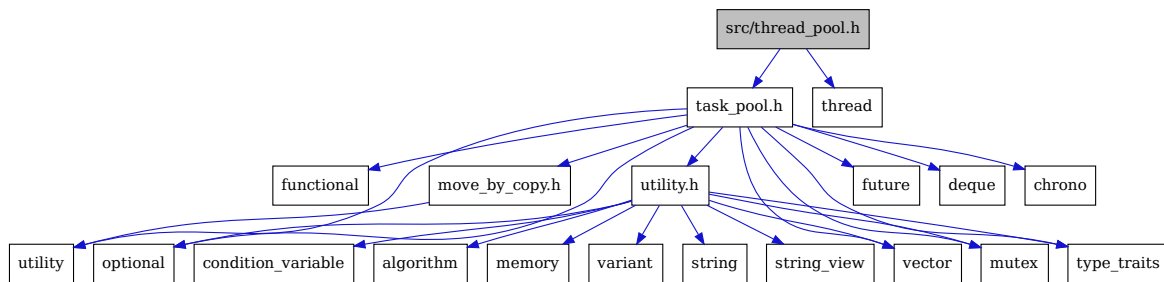 src/thread_pool.h
task_pool.h
thread
functional
move_by_copy.h
utility.h
future
deque
chrono
utility
optional
condition_variable
algorithm
memory
variant
string
string_view
vector
mutex
type_traits